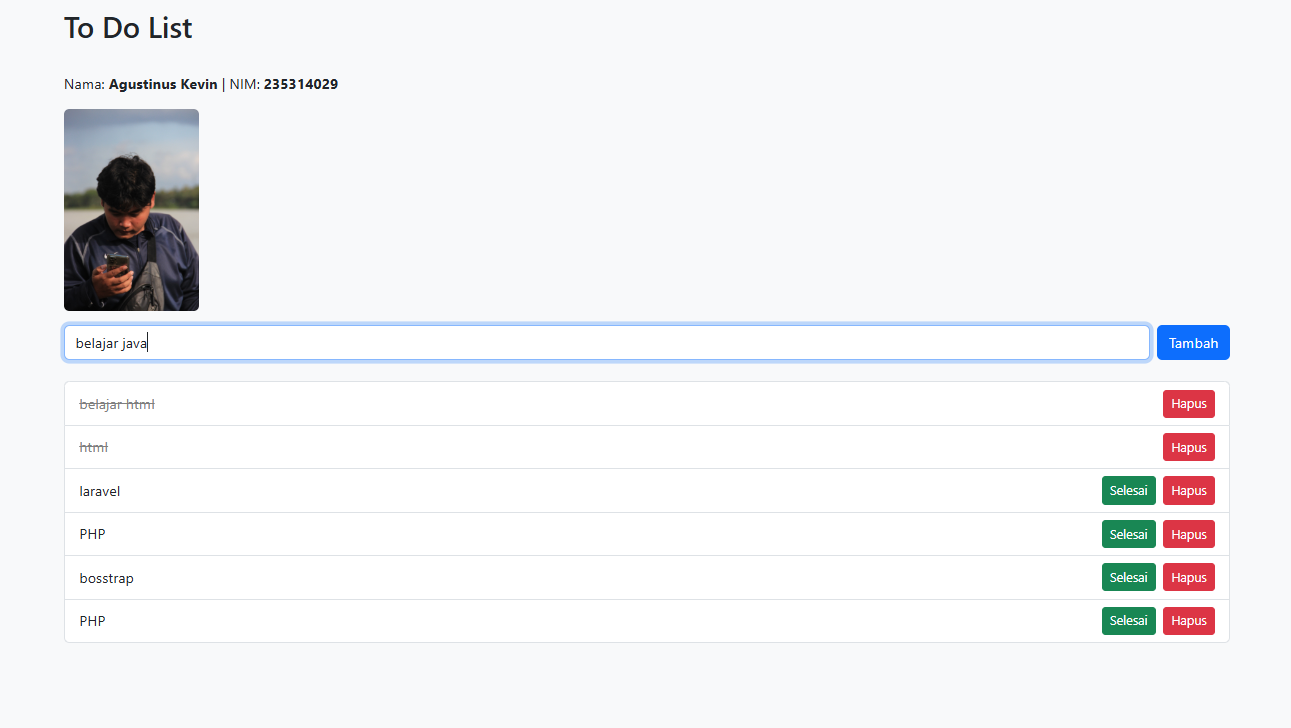 To Do List
Nama: Agustinus Kevin | NIM: 235314029
belajar java Tambah
belajar html Hapus
html Hapus
laravel Selesai Hapus
PHP Selesai Hapus
bosstrap Selesai Hapus
PHP Selesai Hapus